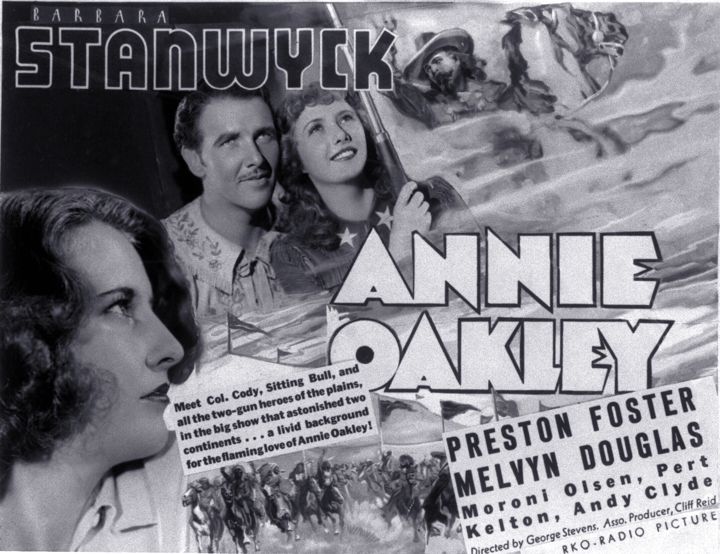 BARBARA
STANWYCK
ANNIE
OAKLEY
Meet Col. Cody, Sitting Bull, and
all the two-gun heroes of the plains,
in the big show that astonished two
continents . . . a livid background
for the flaming love of Annie Oakley!
PRESTON FOSTER
MELVYN DOUGLAS
Moroni Olsen, Pert
Kelton, Andy Clyde
Directed by George Stevens. Asso. Producer, Cliff Reid
RKO-RADIO PICTURE